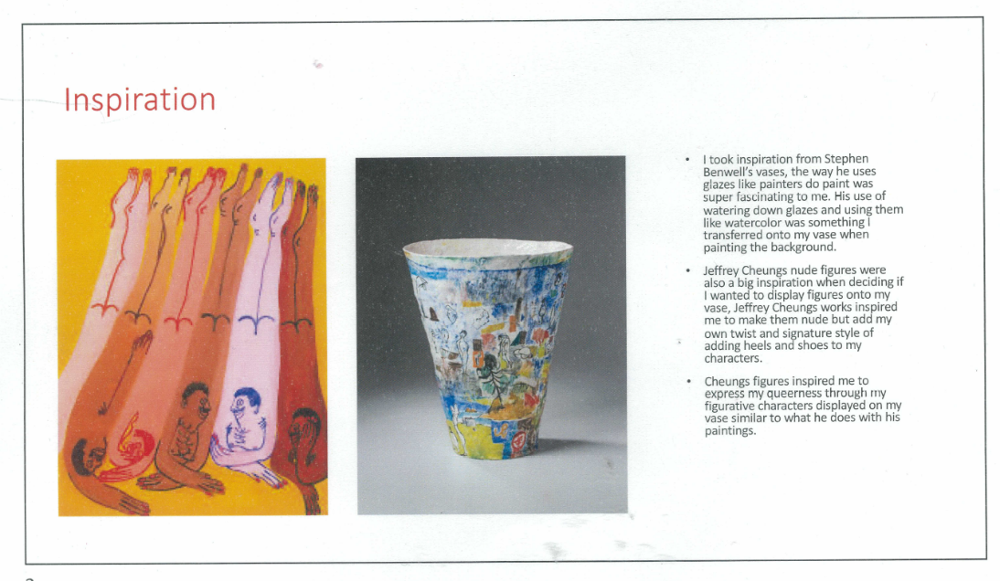 Inspiration
• I took inspiration from Stephen
Benwell's vases, the way he uses
glazes like painters do paint was
super fascinating to me. His use of
watering down glazes and using them
like watercolor was something I
transferred onto my vase when
painting the background.
• Jeffrey Cheungs nude figures were
also a big inspiration when deciding if
I wanted to display figures onto my
vase, Jeffrey Cheungs works inspired
me to make them nude but add my
own twist and signature style of
adding heels and shoes to my
characters.
• Cheungs figures inspired me to
express my queerness through my
figurative characters displayed on my
vase similar to what he does with his
paintings.